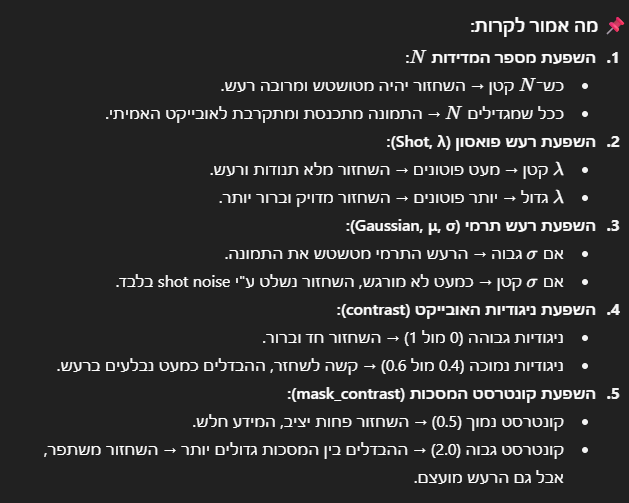 📌 מה אמור לקרות:
1. השפעת מספר המדידות N:
• כש־N קטן → השחזור יהיה מטושטש ומרובה רעש.
• ככל שמגדילים N → התמונה מתכנסת ומתקרבת לאובייקט האמיתי.
2. השפעת רעש פואסון (Shot, λ):
• λ קטן → מעט פוטונים → השחזור מלא תנודות ורעש.
• λ גדול → יותר פוטונים → השחזור מדויק וברור יותר.
3. השפעת רעש תרמי (Gaussian, μ, σ):
• אם σ גבוה → הרעש התרמי מטשטש את התמונה.
• אם σ קטן → כמעט לא מורגש, השחזור נשלט ע"י shot noise בלבד.
4. השפעת ניגודיות האובייקט (contrast):
• ניגודיות גבוהה (0 מול 1) → השחזור חד וברור.
• ניגודיות נמוכה (0.4 מול 0.6) → קשה לשחזר, ההבדלים כמעט נבלעים ברעש.
5. השפעת קונטרסט המסכות (mask_contrast):
• קונטרסט נמוך (0.5) → השחזור פחות יציב, המידע חלש.
• קונטרסט גבוה (2.0) → ההבדלים בין המסכות גדולים יותר → השחזור משתפר,
אבל גם הרעש מועצם.